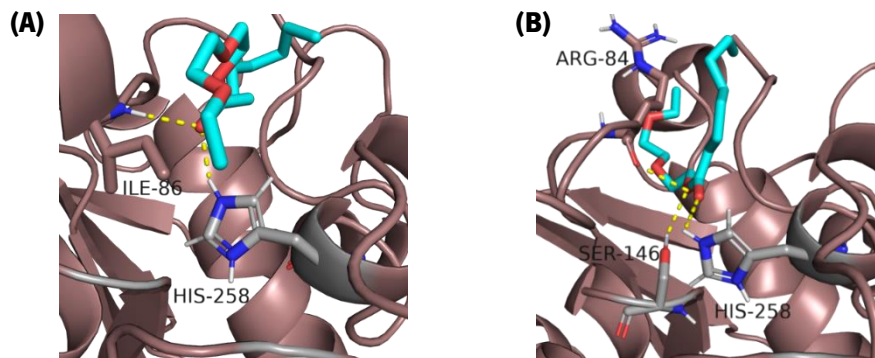 (A)
ILE-86
HIS-258
(B)
ARG-84
SER-146
HIS-258